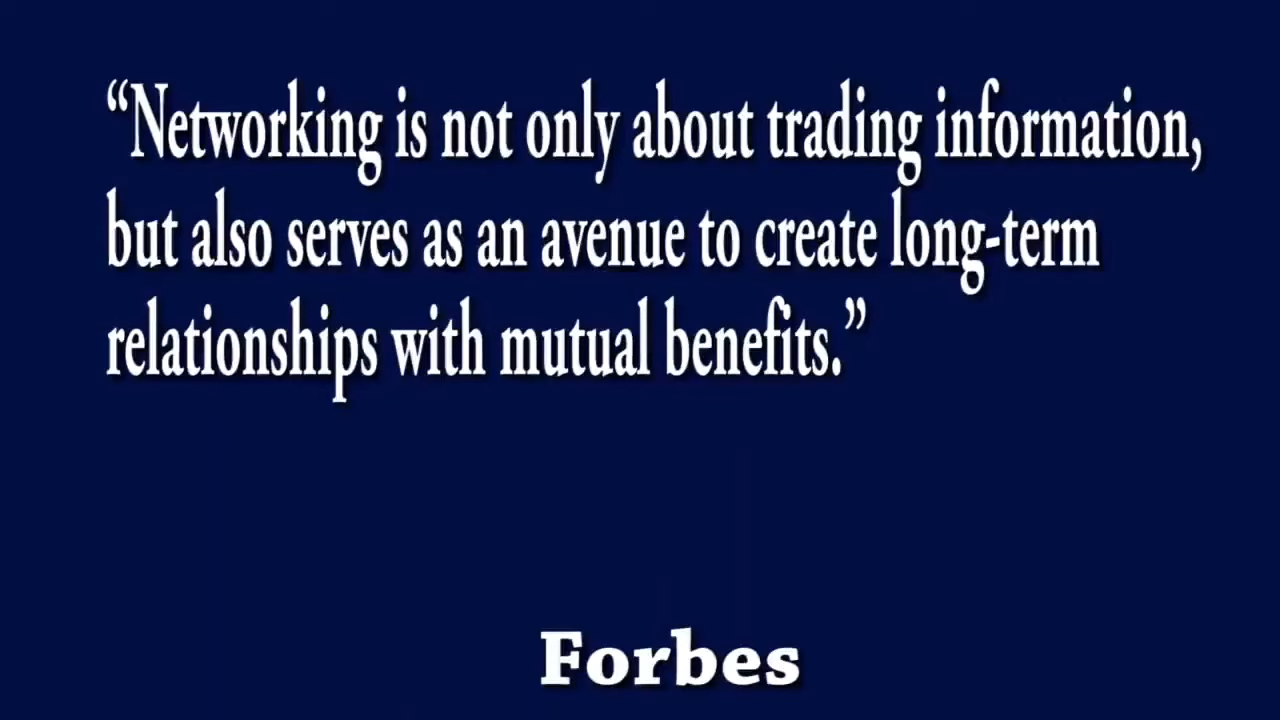 “Networking is not only about trading information,
but also serves as an avenue to create long-term
relationships with mutual benefits.”
Forbes